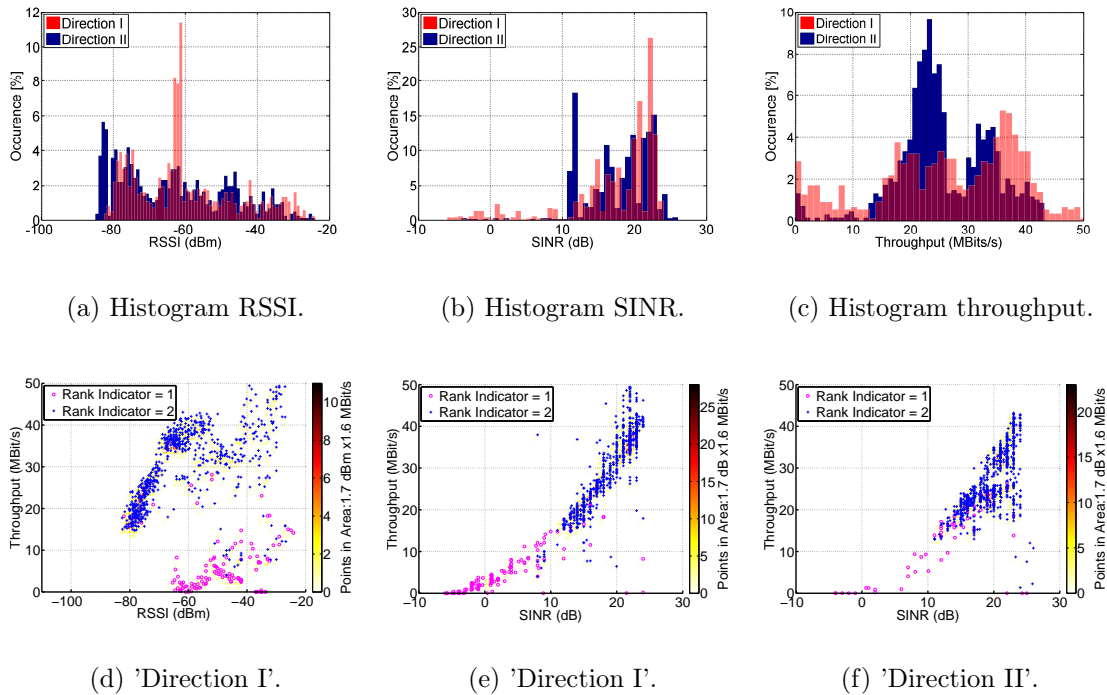 Direction I
Direction II
Occurence [%]
12
10
8
6
4
2
0
-100 -80 -60 -40 -20
RSSI (dBm)
(a) Histogram RSSI.
Direction I
Direction II
Occurence [%]
30
25
20
15
10
5
0
0 10 20 30
SINR (dB)
(b) Histogram SINR.
Direction I
Direction II
Occurence [%]
10
8
6
4
2
0
0 10 20 30 40 50
Throughput (MBits/s)
(c) Histogram throughput.
Rank Indicator = 1
Rank Indicator = 2
Throughput (MBit/s)
50
40
30
20
10
0
-100 -80 -60 -40 -20
RSSI (dBm)
10
8
6
4
2
0
Points in Area:1.7 dBm x1.6 MBit/s
(d) 'Direction I'.
Rank Indicator = 1
Rank Indicator = 2
Throughput (MBit/s)
50
40
30
20
10
0
−10 0 10 20 30
SINR (dB)
25
20
15
10
5
0
Points in Area:1.7 dB x1.6 MBit/s
(e) 'Direction I'.
Rank Indicator = 1
Rank Indicator = 2
Throughput (MBit/s)
50
40
30
20
10
0
−10 0 10 20 30
SINR (dB)
20
15
10
5
0
Points in Area:1.7 dB x1.6 MBit/s
(f) 'Direction II'.